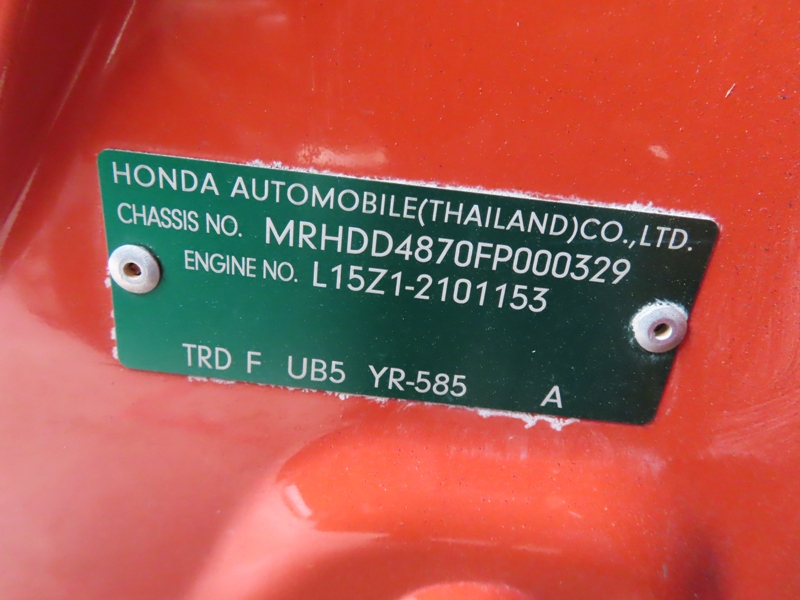 HONDA AUTOMOBILE(THAILAND)CO.,LTD.
CHASSIS NO. MRHDD4870FP000329
ENGINE NO. L15Z1-2101153
TRD F UB5 YR-585 A